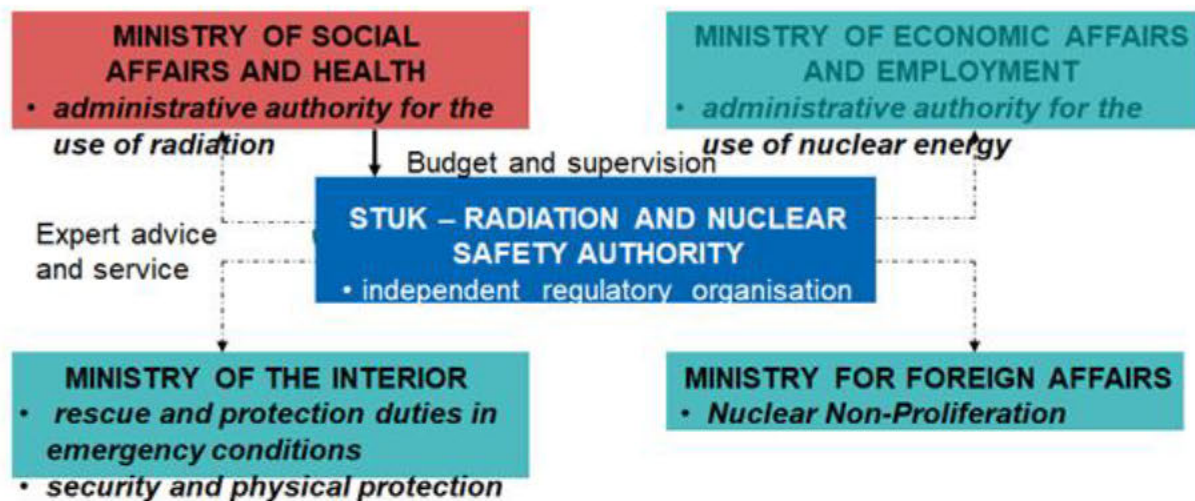 MINISTRY OF SOCIAL
AFFAIRS AND HEALTH
• administrative authority for the
use of radiation
MINISTRY OF ECONOMIC AFFAIRS
AND EMPLOYMENT
• administrative authority for the
use of nuclear energy
Budget and supervision
STUK – RADIATION AND NUCLEAR
SAFETY AUTHORITY
• independent regulatory organisation
Expert advice
and service
MINISTRY OF THE INTERIOR
• rescue and protection duties in
emergency conditions
• security and physical protection
MINISTRY FOR FOREIGN AFFAIRS
• Nuclear Non-Proliferation